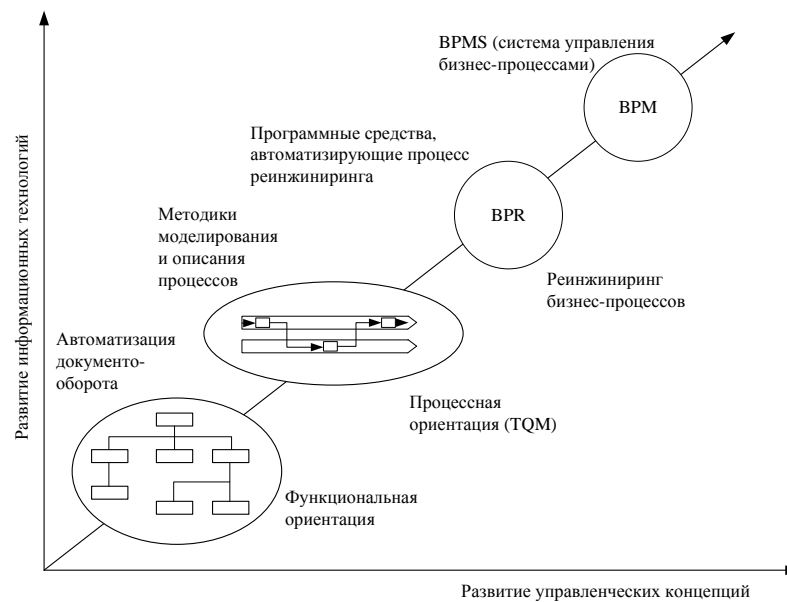 BPMS (система управления
бизнес-процессами)
BPM
Программные средства,
автоматизирующие процесс
реинжиниринга
BPR
Методики
моделирования
и описания
процессов
Реинжиниринг
бизнес-процессов
Автоматизация
документо-
оборота
Процессная
ориентация (TQM)
Функциональная
ориентация
Развитие информационных технологий
Развитие управленческих концепций